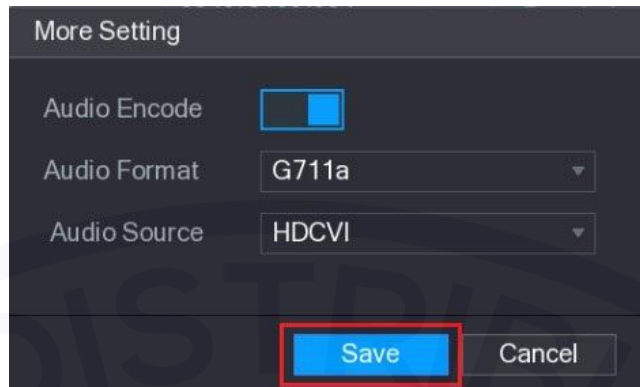 More Setting
Audio Encode
Audio Format G711a
Audio Source HDCVI
Save Cancel